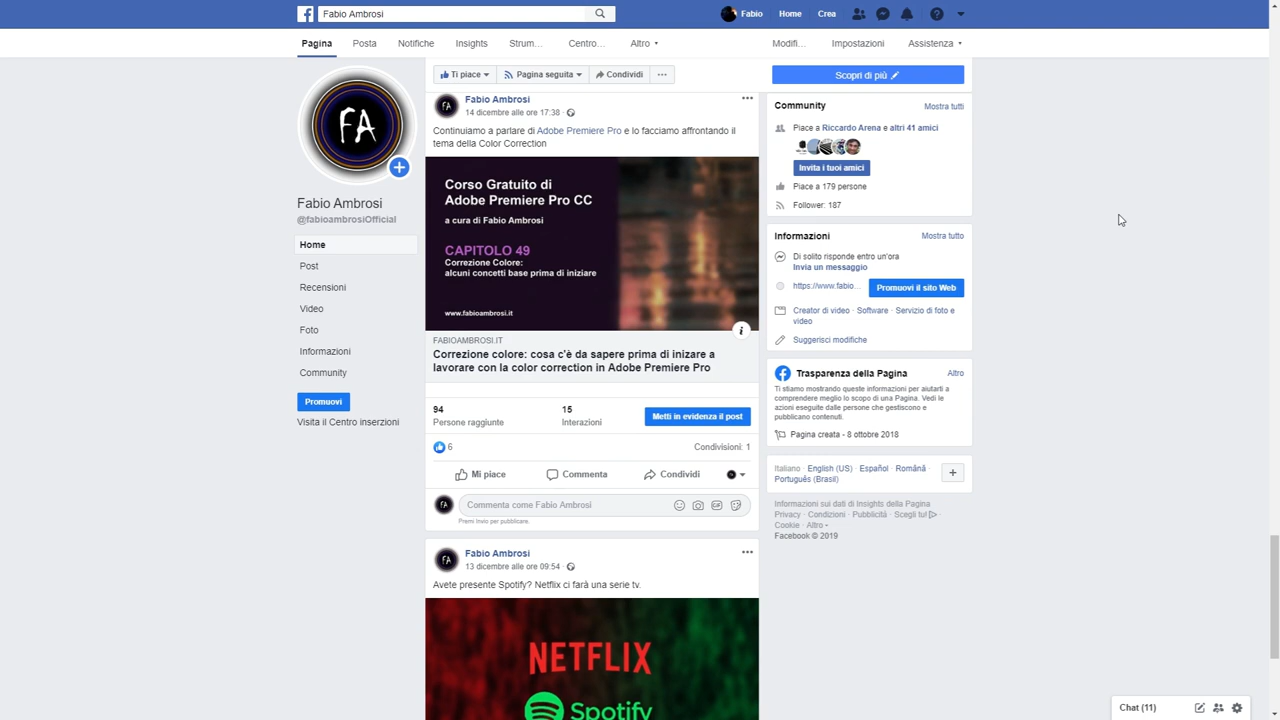 Fabio Ambrosi
Fabio
Home
Crea
Pagina
Posta
Notifiche
Insights
Strum...
Centro...
Altro
Modifi...
Impostazioni
Assistenza
Ti piace
Pagina seguita
Condividi
Scopri di più
FA
Fabio Ambrosi
@fabioambrosiOfficial
Home
Post
Recensioni
Video
Foto
Informazioni
Community
Promuovi
Visita il Centro inserzioni
FA
Fabio Ambrosi
14 dicembre alle ore 17:38
Continuiamo a parlare di Adobe Premiere Pro e lo facciamo affrontando il
tema della Color Correction
Corso Gratuito di
Adobe Premiere Pro CC
a cura di Fabio Ambrosi
CAPITOLO 49
Correzione Colore:
alcuni concetti base prima di iniziare
www.fabioambrosi.it
FABIOAMBROSI.IT
Correzione colore: cosa c'è da sapere prima di inizare a
lavorare con la color correction in Adobe Premiere Pro
94
Persone raggiunte
15
Interazioni
Metti in evidenza il post
6
Condivisioni: 1
Mi piace
Commenta
Condividi
FA
Commenta come Fabio Ambrosi
GIF
Premi Invio per pubblicare.
FA
Fabio Ambrosi
13 dicembre alle ore 09:54
Avete presente Spotify? Netflix ci farà una serie tv.
NETFLIX
Spotify
Community
Mostra tutti
Piace a Riccardo Arena e altri 41 amici
Invita i tuoi amici
Piace a 179 persone
Follower: 187
Informazioni
Mostra tutto
Di solito risponde entro un'ora
Invia un messaggio
https://www.fabio...
Promuovi il sito Web
Creator di video · Software · Servizio di foto e
video
Suggerisci modifiche
Trasparenza della Pagina
Altro
Ti stiamo mostrando queste informazioni per aiutarti a
comprendere meglio lo scopo di una Pagina. Vedi le
azioni eseguite dalle persone che gestiscono e
pubblicano contenuti.
Pagina creata - 8 ottobre 2018
Italiano · English (US) · Español · Română ·
Português (Brasil)
Informazioni sui dati di Insights della Pagina
Privacy · Condizioni · Pubblicità · Scegli tu! ·
Cookie · Altro
Facebook © 2019
Chat (11)